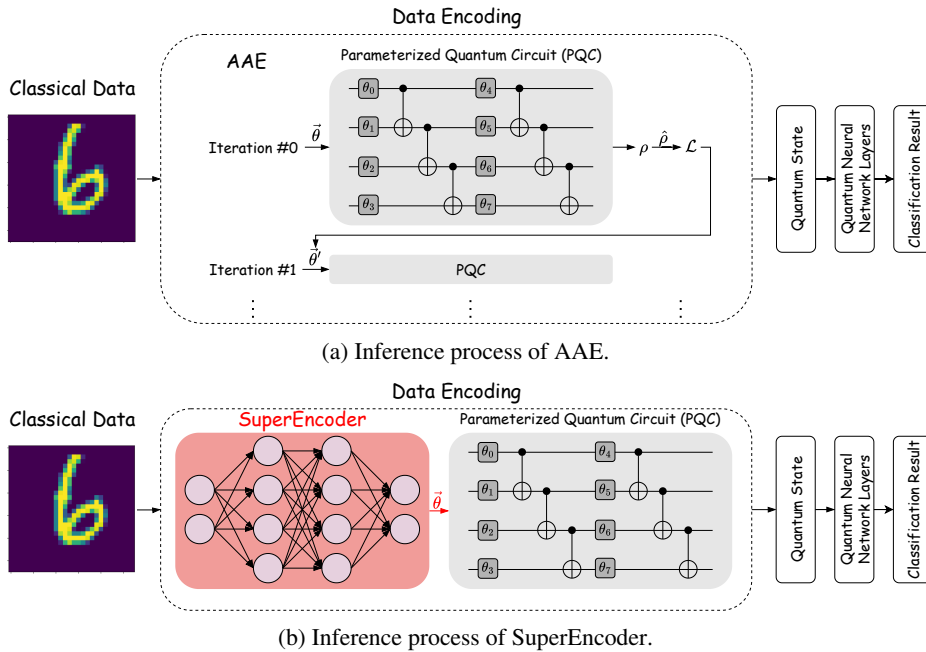 Data Encoding
AAE
Parameterized Quantum Circuit (PQC)
Classical Data
θ₀ θ₄
θ₁ θ₅
Iteration #0 θ⃗ ρ ρ̂ ℒ
θ₂ θ₆
θ₃ θ₇
θ⃗′
Iteration #1 PQC
⋮ ⋮ ⋮
Quantum State
Quantum Neural
Network Layers
Classification Result
(a) Inference process of AAE.
Data Encoding
Classical Data
SuperEncoder
Parameterized Quantum Circuit (PQC)
θ₀ θ₄
θ₁ θ₅
θ⃗
θ₂ θ₆
θ₃ θ₇
Quantum State
Quantum Neural
Network Layers
Classification Result
(b) Inference process of SuperEncoder.